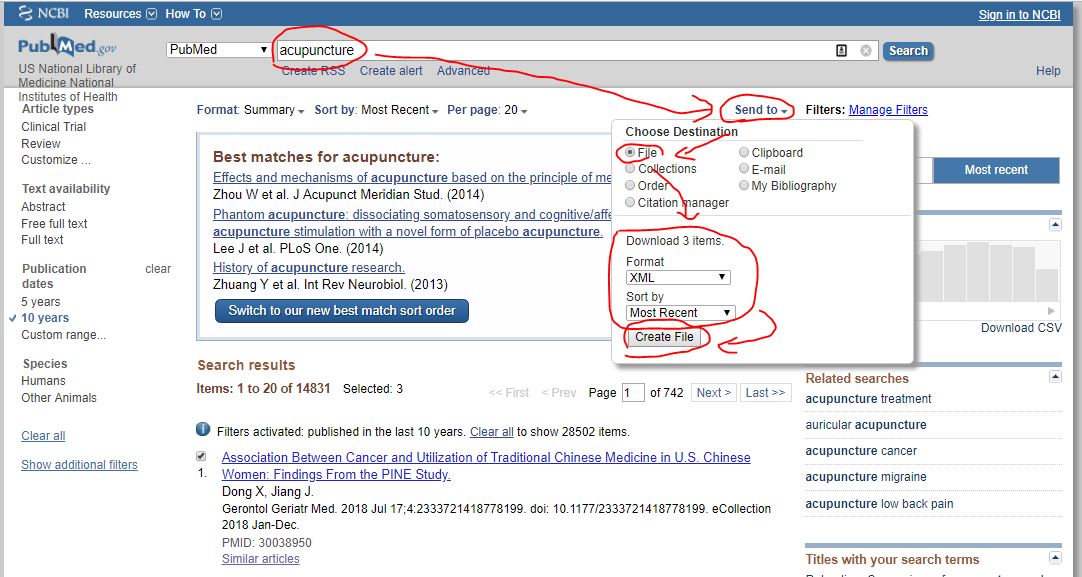 NCBI Resources How To Sign in to NCBI
PubMed.gov
US National Library of
Medicine National
Institutes of Health
PubMed acupuncture Search
Create RSS Create alert Advanced Help
Article types
Clinical Trial
Review
Customize ...
Text availability
Abstract
Free full text
Full text
Publication
dates
clear
5 years
10 years
Custom range...
Species
Humans
Other Animals
Clear all
Show additional filters
Format: Summary Sort by: Most Recent Per page: 20 Send to Filters: Manage Filters
Best matches for acupuncture:
Effects and mechanisms of acupuncture based on the principle of me
Zhou W et al. J Acupunct Meridian Stud. (2014)
Phantom acupuncture: dissociating somatosensory and cognitive/affe
acupuncture stimulation with a novel form of placebo acupuncture.
Lee J et al. PLoS One. (2014)
History of acupuncture research.
Zhuang Y et al. Int Rev Neurobiol. (2013)
Switch to our new best match sort order
Choose Destination
File Clipboard
Collections E-mail
Order My Bibliography
Citation manager
Download 3 items.
Format
XML
Sort by
Most Recent
Create File
Search results
Items: 1 to 20 of 14831 Selected: 3
<< First < Prev Page 1 of 742 Next > Last >>
Filters activated: published in the last 10 years. Clear all to show 28502 items.
1. Association Between Cancer and Utilization of Traditional Chinese Medicine in U.S. Chinese
Women: Findings From the PINE Study.
Dong X, Jiang J.
Gerontol Geriatr Med. 2018 Jul 17;4:2333721418778199. doi: 10.1177/2333721418778199. eCollection
2018 Jan-Dec.
PMID: 30038950
Similar articles
Most recent
Download CSV
Related searches
acupuncture treatment
auricular acupuncture
acupuncture cancer
acupuncture migraine
acupuncture low back pain
Titles with your search terms